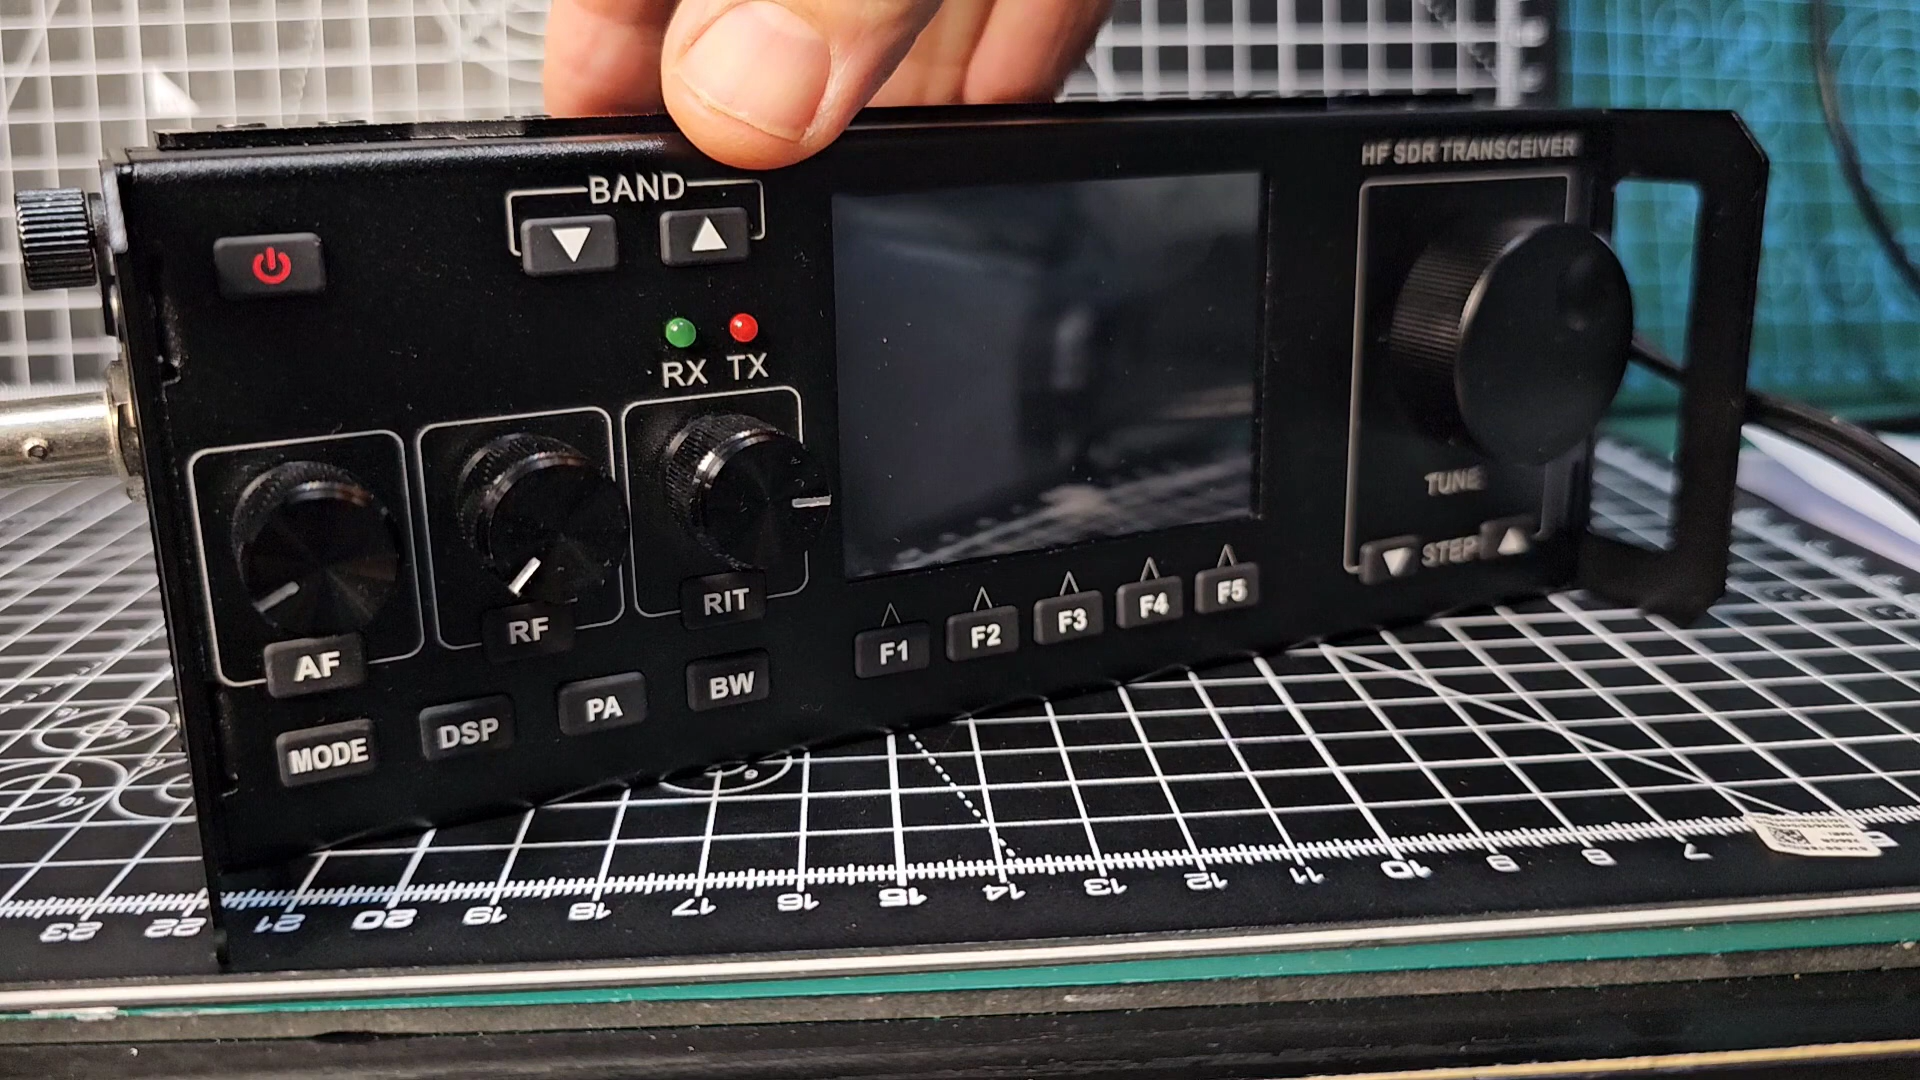 HF SDR TRANSCEIVER
BAND
RX TX
TUNE
STEP
AF
RF
RIT
F1 F2 F3 F4 F5
MODE DSP PA BW
23 22 21 20 19 18 17 16 15 14 13 12 11 10 9 8 7